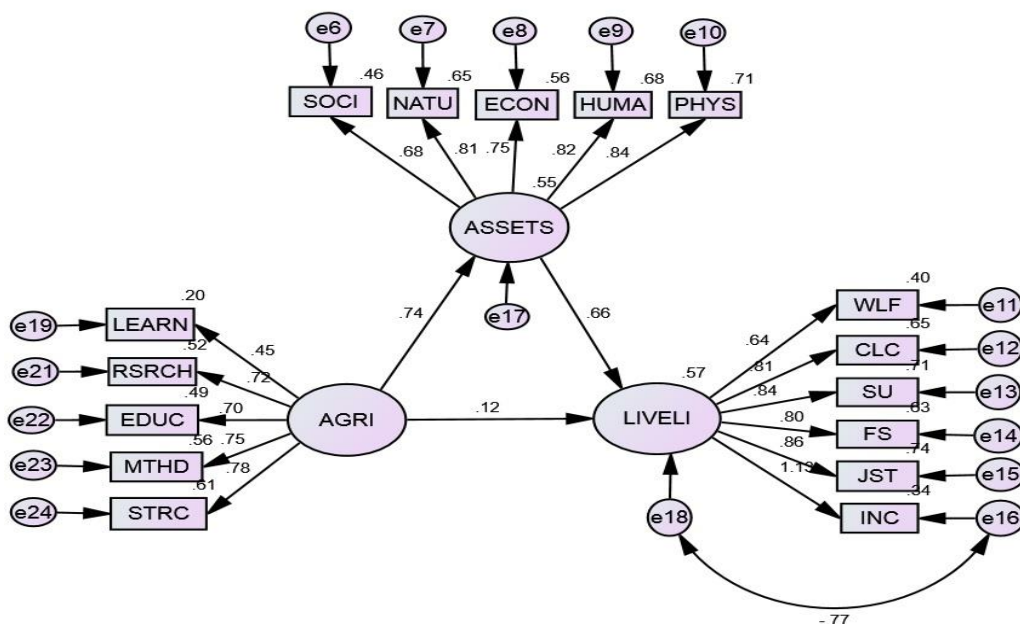 e6 e7 e8 e9 e10
.46 .65 .56 .68 .71
SOCI NATU ECON HUMA PHYS
.68 .81 .75 .82 .84
.55
ASSETS
e17
.74 .66
.20
e19 LEARN .45
.52
e21 RSRCH .72
.49
e22 EDUC .70
.56 .75
e23 MTHD .78
.61
e24 STRC
AGRI
.12
.57
LIVELI
.40
.64 WLF e11
.65
.81 CLC e12
.71
.84 SU e13
.63
.80 FS e14
.74
.86 JST e15
.34
1.13 INC e16
e18
-.77